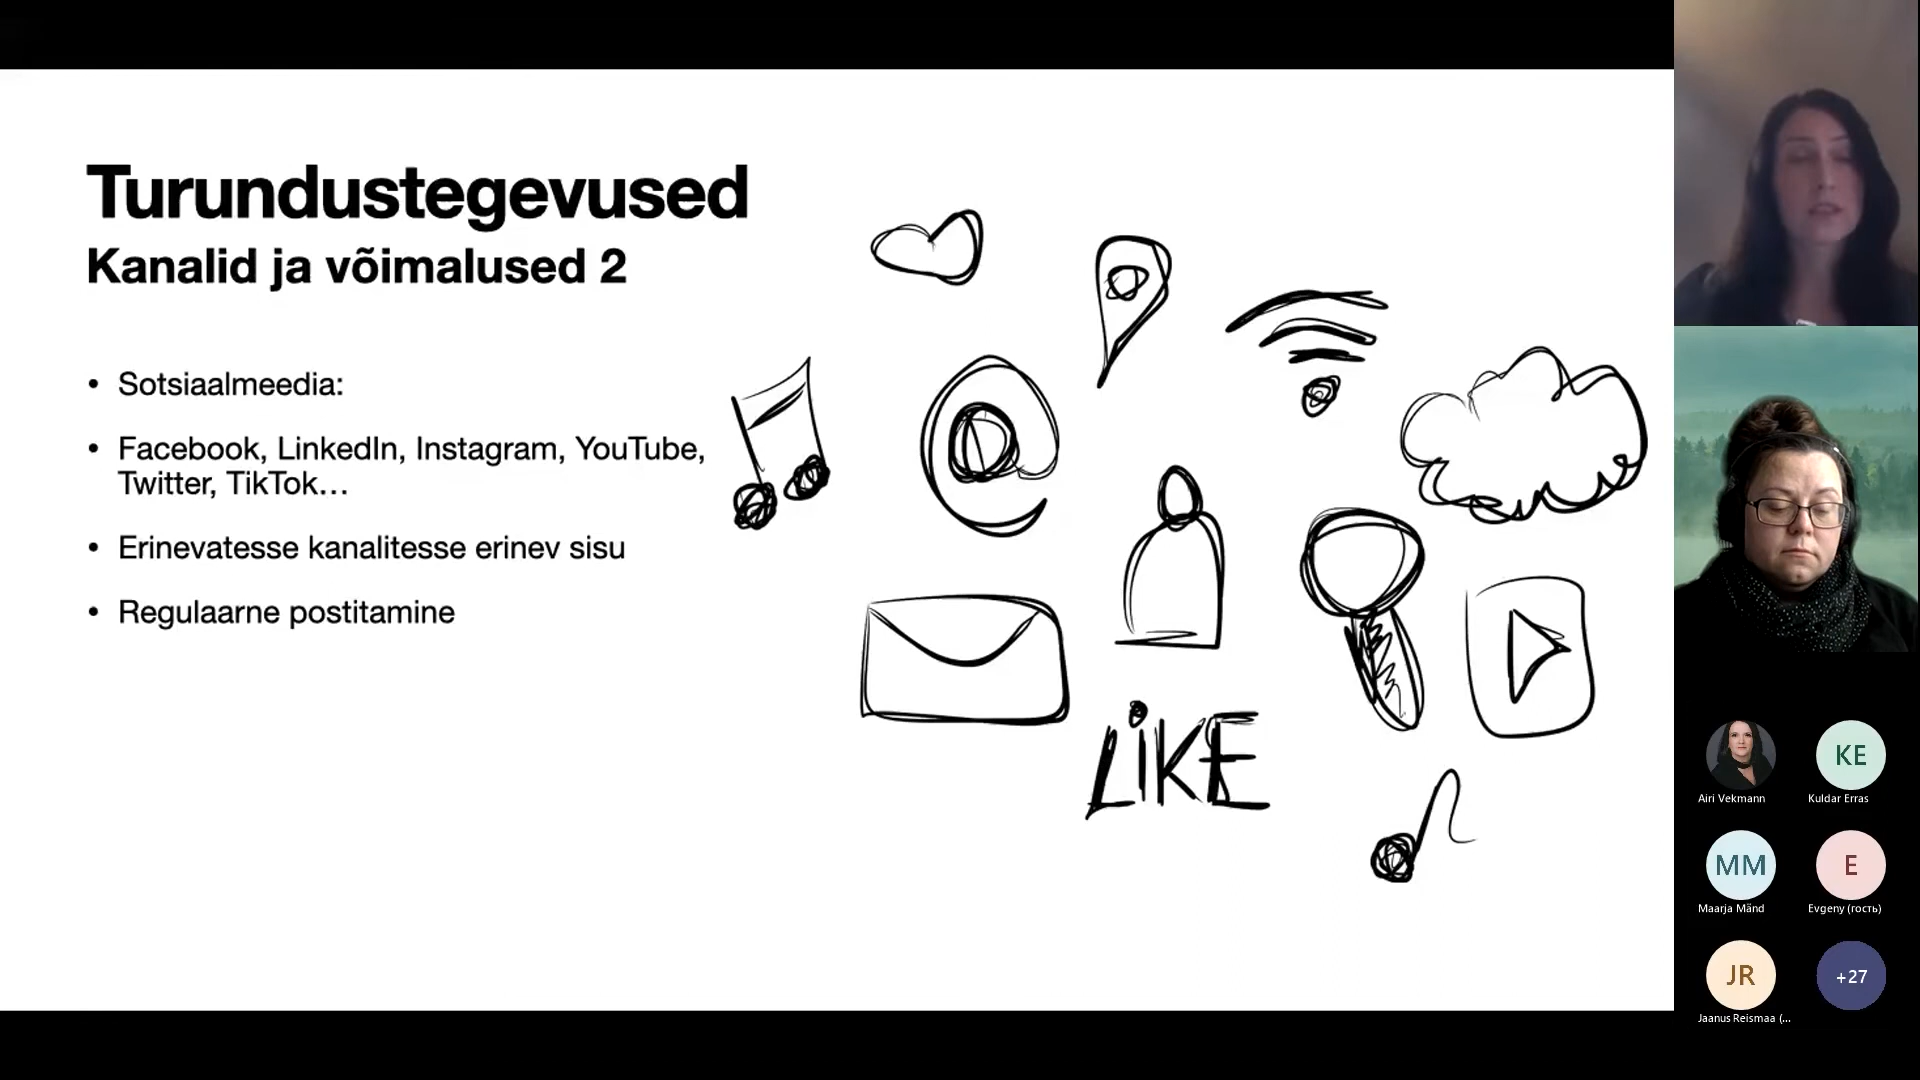 Turundustegevused
Kanalid ja võimalused 2
• Sotsiaalmeedia:
• Facebook, LinkedIn, Instagram, YouTube,
Twitter, TikTok...
• Erinevatesse kanalitesse erinev sisu
• Regulaarne postitamine
LiKE
Airi Vekmann
KE
Kuldar Erras
MM
Maarja Mänd
E
Evgeny (гость)
JR
Jaanus Reismaa (...
+27